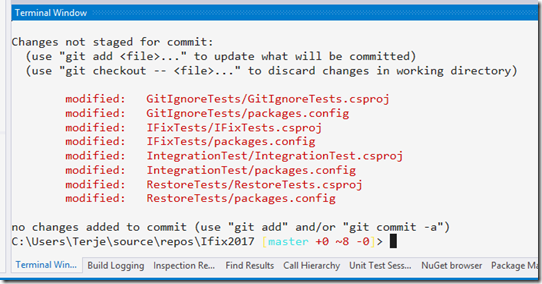 Terminal Window
Changes not staged for commit:
(use "git add <file>..." to update what will be committed)
(use "git checkout -- <file>..." to discard changes in working directory)
modified: GitIgnoreTests/GitIgnoreTests.csproj
modified: GitIgnoreTests/packages.config
modified: IFixTests/IFixTests.csproj
modified: IFixTests/packages.config
modified: IntegrationTest/IntegrationTest.csproj
modified: IntegrationTest/packages.config
modified: RestoreTests/RestoreTests.csproj
modified: RestoreTests/packages.config
no changes added to commit (use "git add" and/or "git commit -a")
C:\Users\Terje\source\repos\Ifix2017 [master +0 ~8 -0]>
Terminal Win... Build Logging Inspection Re... Find Results Call Hierarchy Unit Test Sess... NuGet browser Package Ma